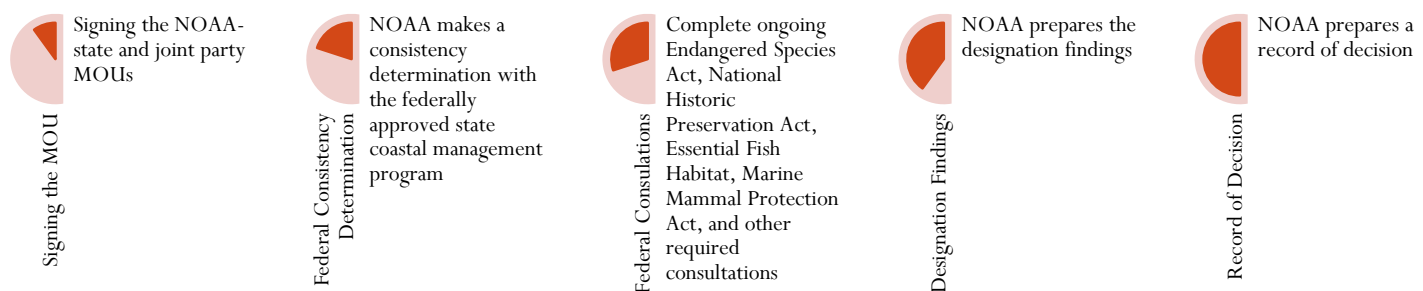 Signing the NOAA-
state and joint party
MOUs
Signing the MOU
NOAA makes a
consistency
determination with
the federally
approved state
coastal management
program
Federal Consistency
Determination
Complete ongoing
Endangered Species
Act, National
Historic
Preservation Act,
Essential Fish
Habitat, Marine
Mammal Protection
Act, and other
required
consultations
Federal Consulations
NOAA prepares the
designation findings
Designation Findings
NOAA prepares a
record of decision
Record of Decision